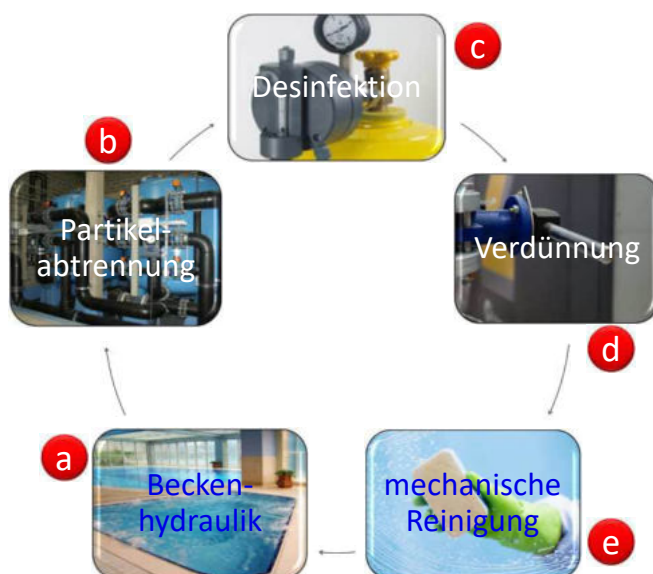 c
Desinfektion
b
Partikel-
abtrennung
Verdünnung
d
a
Becken-
hydraulik
mechanische
Reinigung
e